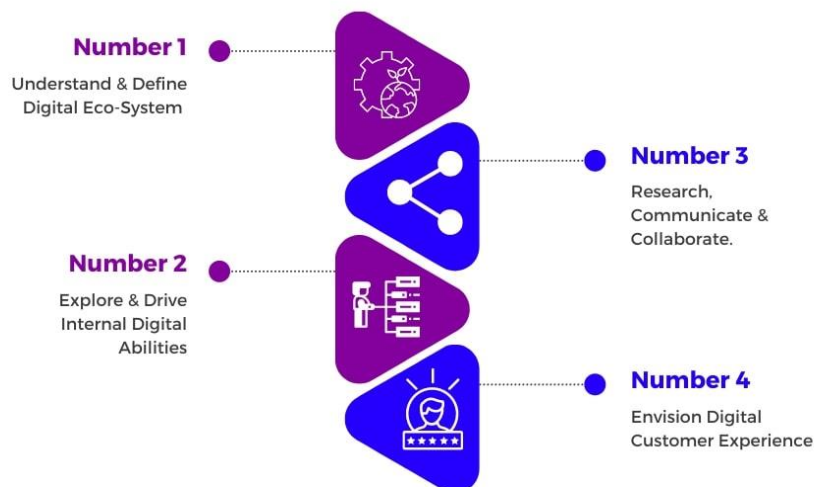 Number 1
Understand & Define
Digital Eco-System
Number 3
Research,
Communicate &
Collaborate.
Number 2
Explore & Drive
Internal Digital
Abilities
Number 4
Envision Digital
Customer Experience